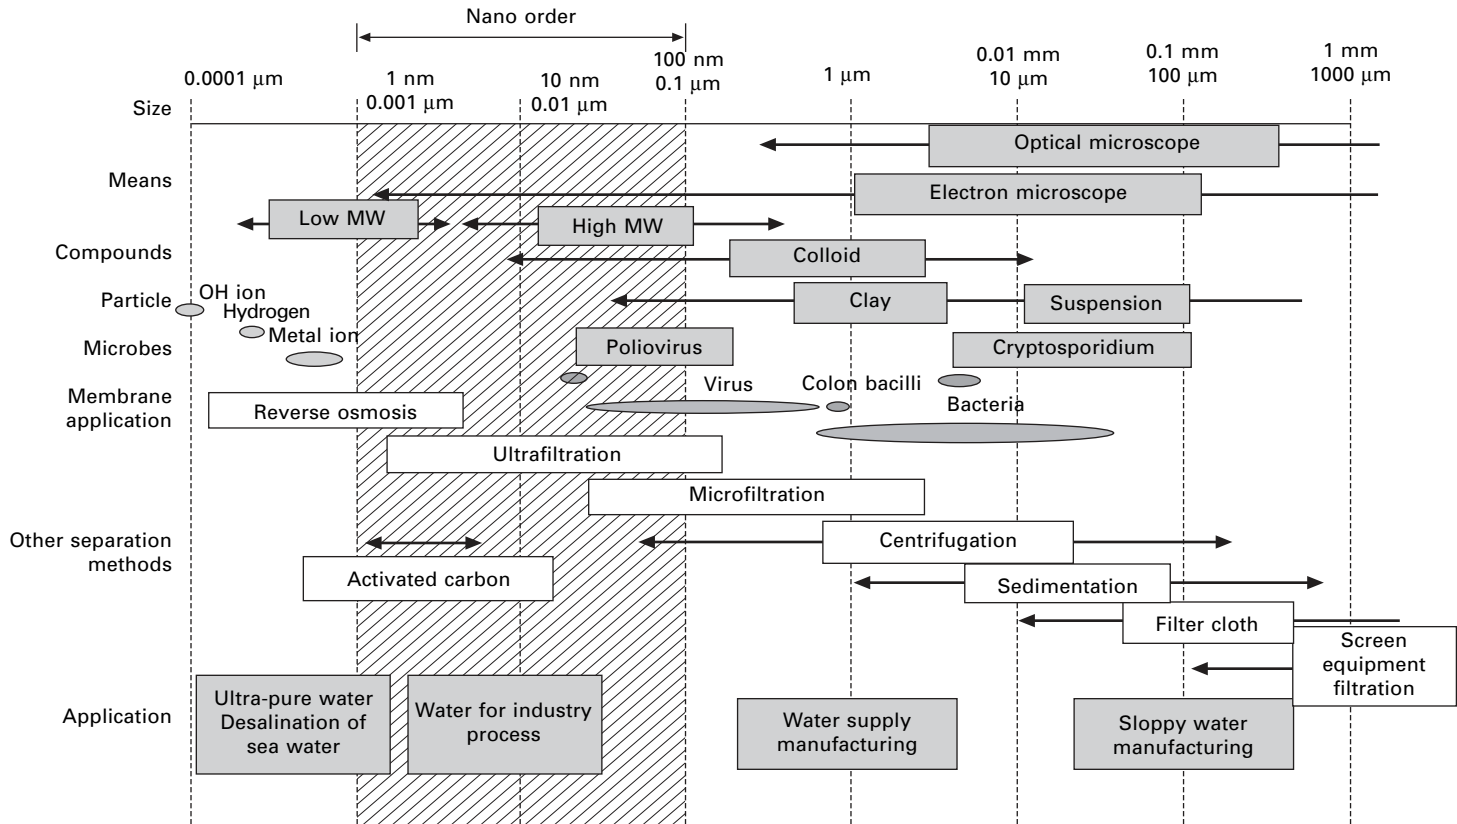 Nano order
0.0001 μm
1 nm
0.001 μm
10 nm
0.01 μm
100 nm
0.1 μm
1 μm
0.01 mm
10 μm
0.1 mm
100 μm
1 mm
1000 μm
Size
Optical microscope
Means
Electron microscope
Low MW
High MW
Compounds
Colloid
Particle
OH ion
Hydrogen
Metal ion
Clay
Suspension
Microbes
Poliovirus
Cryptosporidium
Virus
Colon bacilli
Bacteria
Membrane
application
Reverse osmosis
Ultrafiltration
Microfiltration
Other separation
methods
Centrifugation
Activated carbon
Sedimentation
Filter cloth
Screen
equipment
filtration
Application
Ultra-pure water
Desalination of
sea water
Water for industry
process
Water supply
manufacturing
Sloppy water
manufacturing